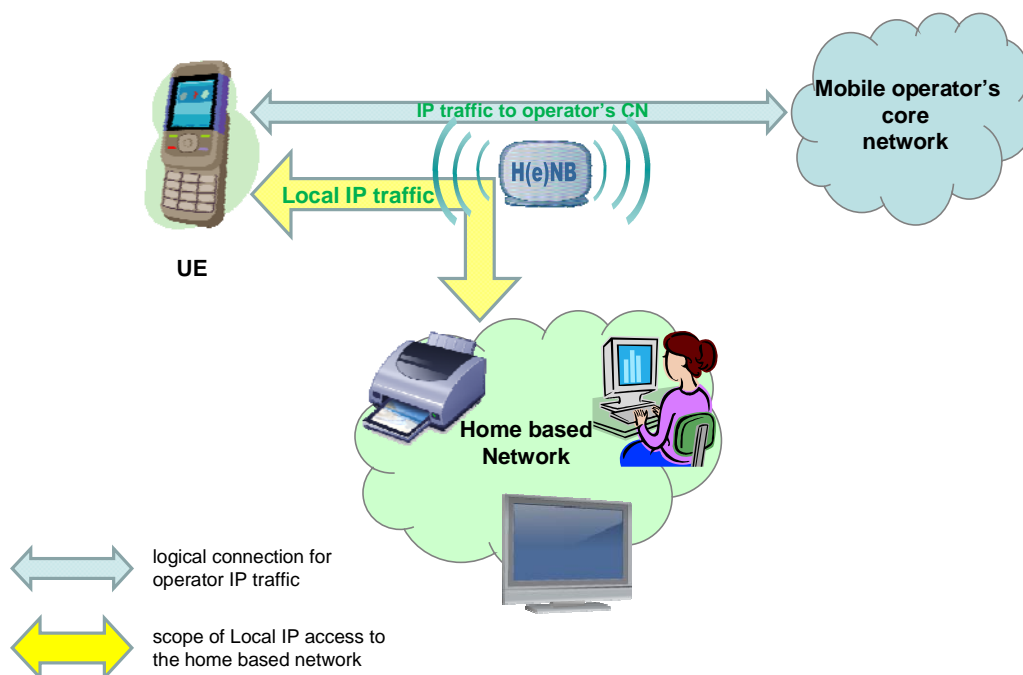 Mobile operator's
core
network
IP traffic to operator's CN
H(e)NB
Local IP traffic
UE
Home based
Network
logical connection for
operator IP traffic
scope of Local IP access to
the home based network